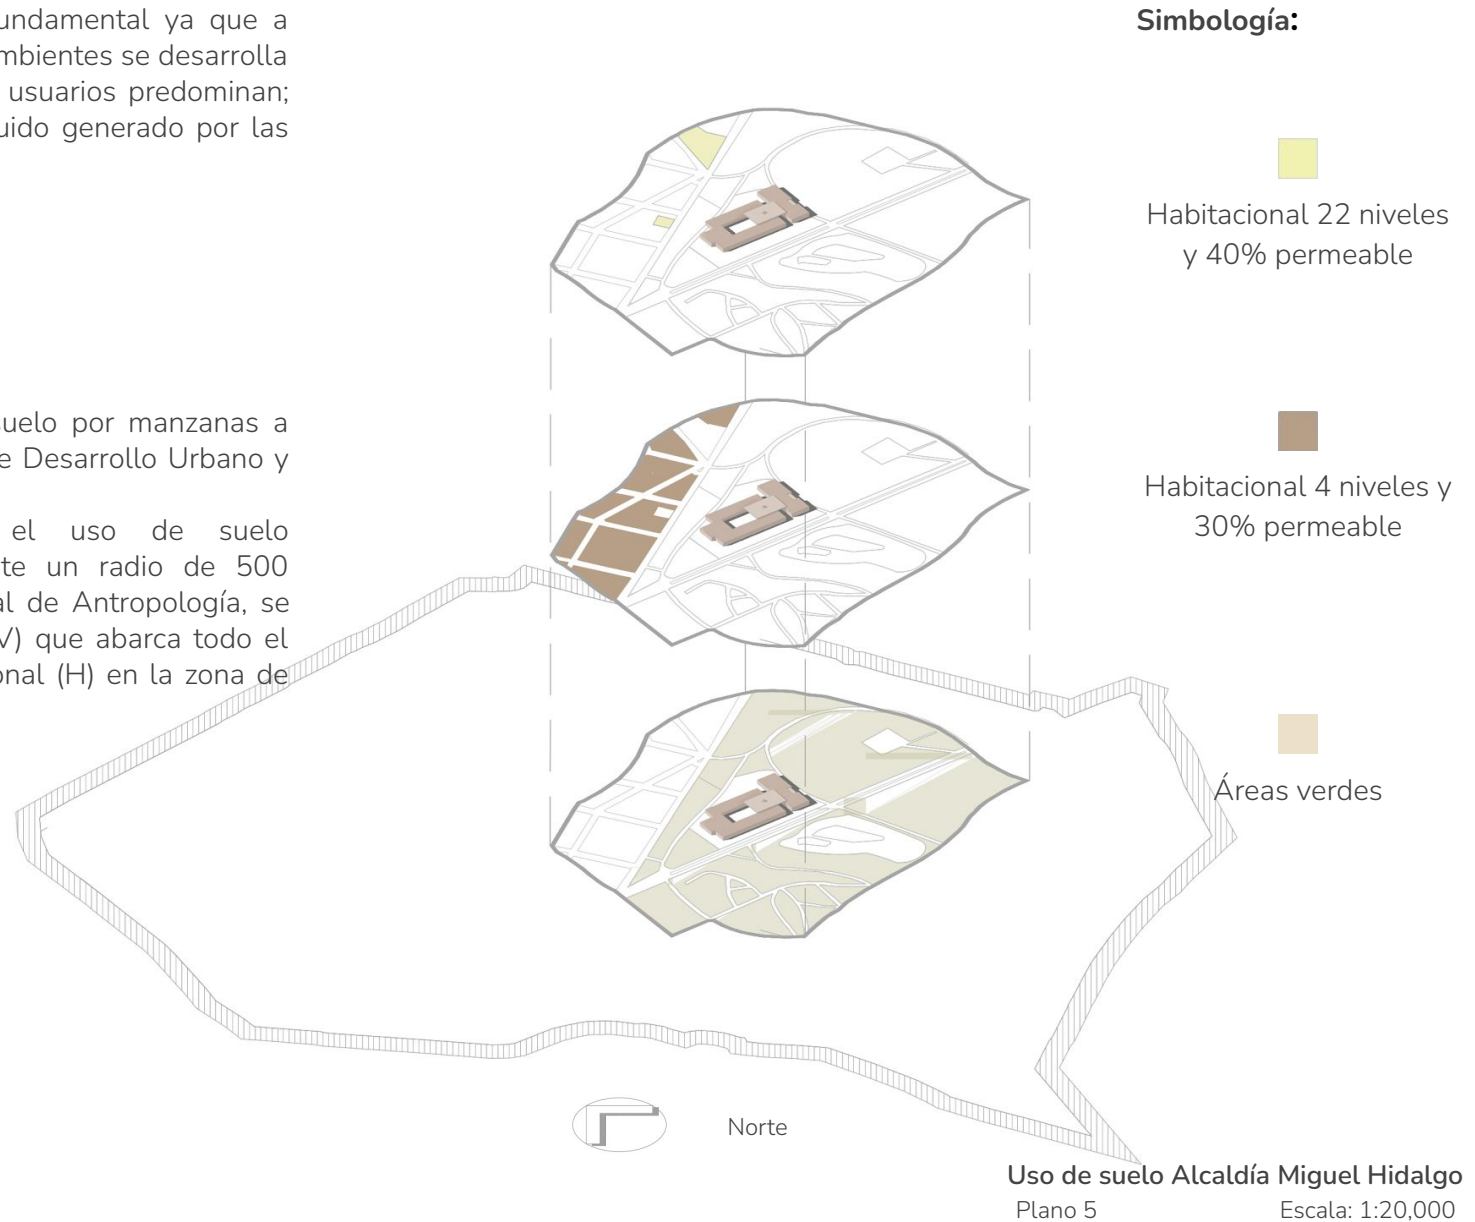 undamental ya que a
mbientes se desarrolla
usuarios predominan;
uido generado por las
suelo por manzanas a
e Desarrollo Urbano y
el uso de suelo
te un radio de 500
al de Antropología, se
V) que abarca todo el
onal (H) en la zona de
Simbología:
Habitacional 22 niveles
y 40% permeable
Habitacional 4 niveles y
30% permeable
Áreas verdes
Norte
Uso de suelo Alcaldía Miguel Hidalgo
Plano 5 Escala: 1:20,000